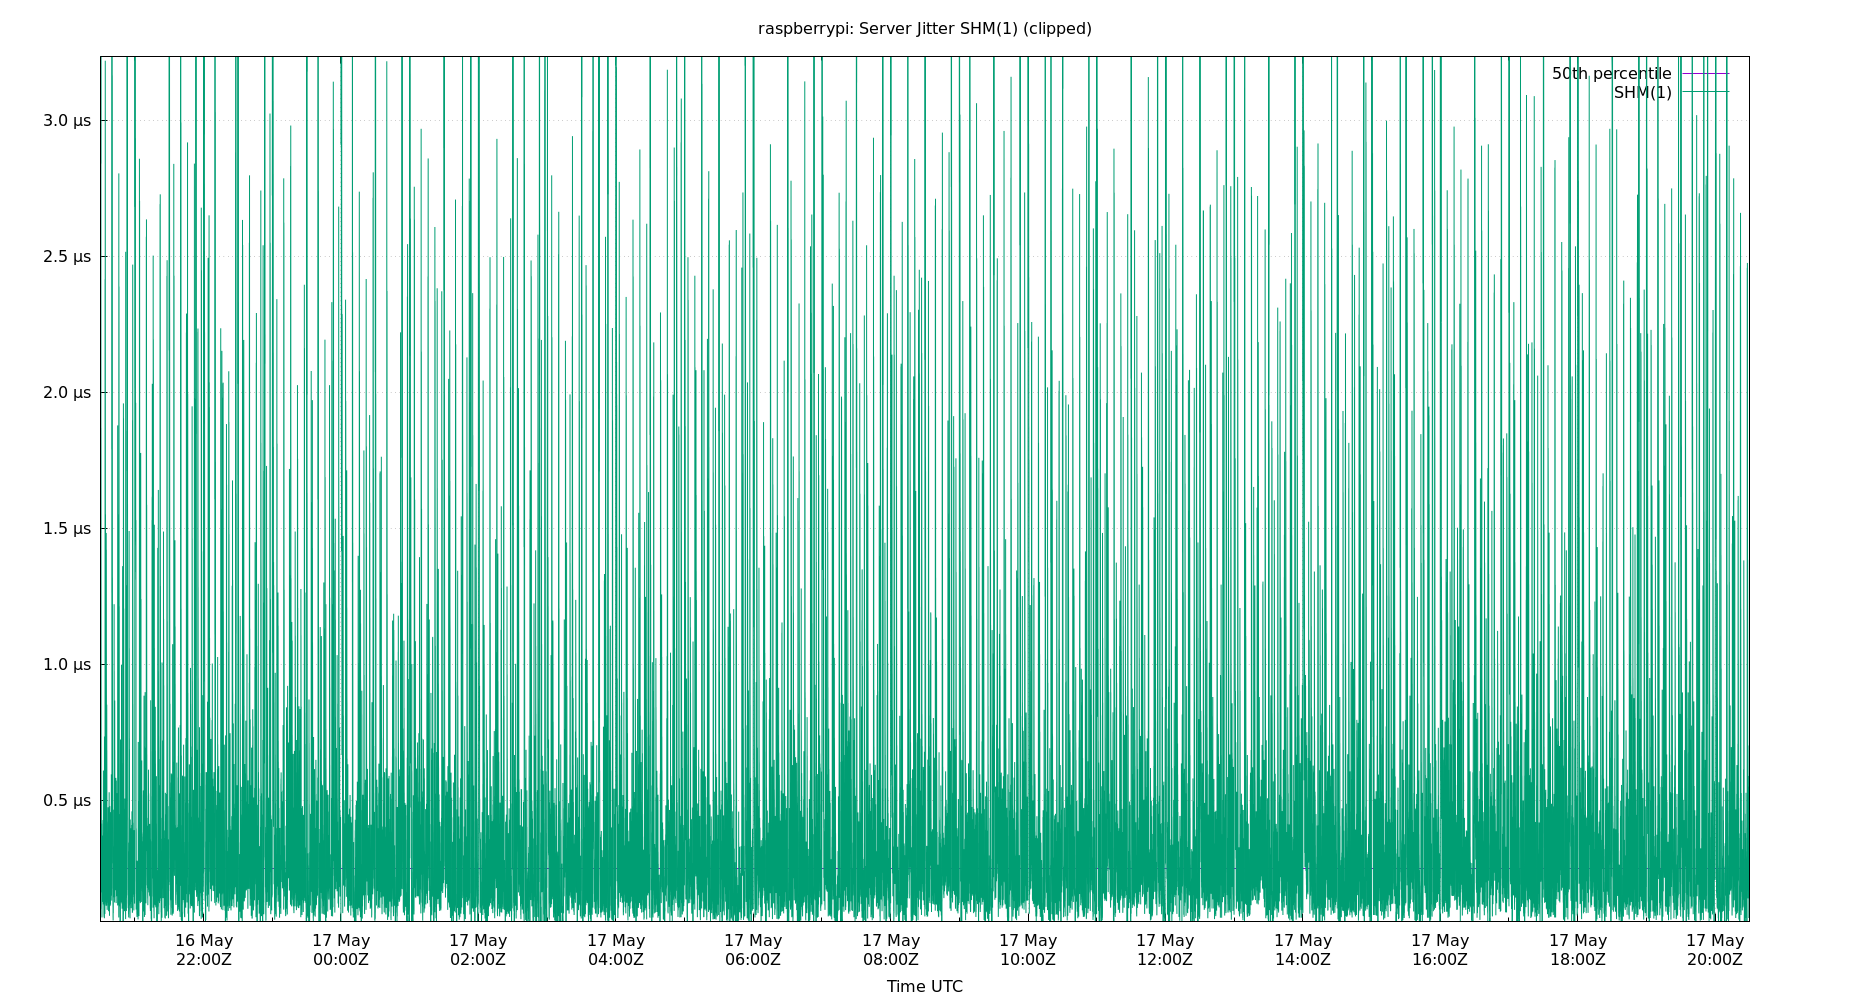 raspberrypi: Server Jitter SHM(1) (clipped)
50th percentile
SHM(1)
3.0 µs
2.5 µs
2.0 µs
1.5 µs
1.0 µs
0.5 µs
16 May 17 May 17 May 17 May 17 May 17 May 17 May 17 May 17 May 17 May 17 May 17 May
22:00Z 00:00Z 02:00Z 04:00Z 06:00Z 08:00Z 10:00Z 12:00Z 14:00Z 16:00Z 18:00Z 20:00Z
Time UTC